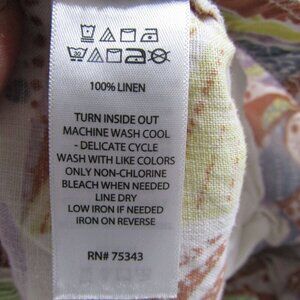 100% LINEN
TURN INSIDE OUT
MACHINE WASH COOL
- DELICATE CYCLE
WASH WITH LIKE COLORS
ONLY NON-CHLORINE
BLEACH WHEN NEEDED
LINE DRY
LOW IRON IF NEEDED
IRON ON REVERSE
RN# 75343